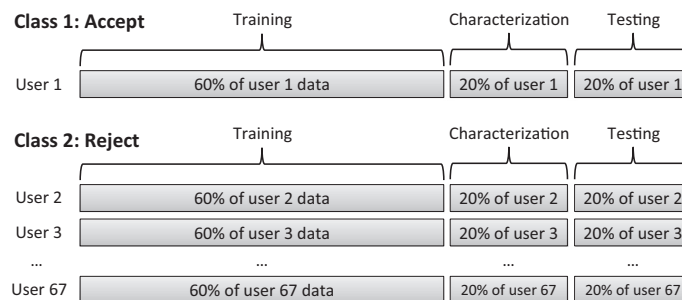 Class 1: Accept
Training Characterization Testing
User 1 60% of user 1 data 20% of user 1 20% of user 1
Class 2: Reject
Training Characterization Testing
User 2 60% of user 2 data 20% of user 2 20% of user 2
User 3 60% of user 3 data 20% of user 3 20% of user 3
... ... ... ...
User 67 60% of user 67 data 20% of user 67 20% of user 67